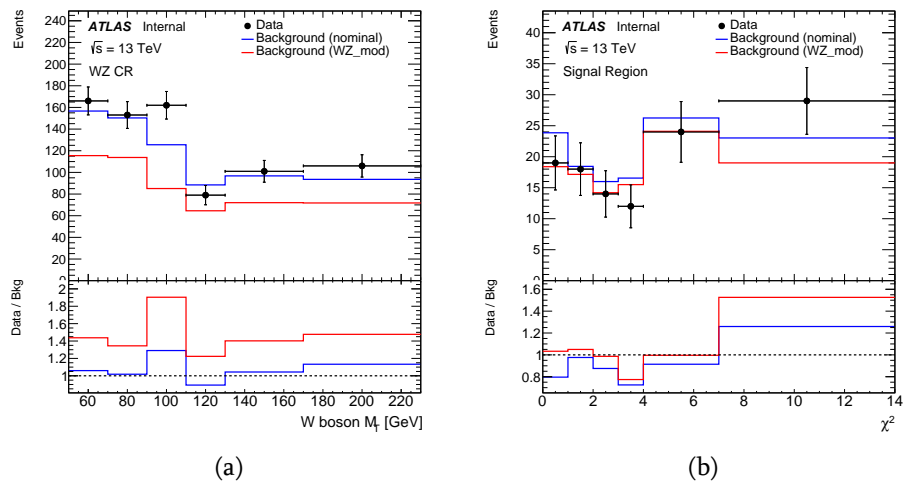 Events
240
220
200
180
160
140
120
100
80
60
40
20
0
ATLAS Internal
√s = 13 TeV
WZ CR
Data
Background (nominal)
Background (WZ_mod)
Data / Bkg
2
1.8
1.6
1.4
1.2
1
60 80 100 120 140 160 180 200 220
W boson M_T [GeV]
(a)
Events
40
35
30
25
20
15
10
5
0
ATLAS Internal
√s = 13 TeV
Signal Region
Data
Background (nominal)
Background (WZ_mod)
Data / Bkg
1.6
1.4
1.2
1
0.8
0 2 4 6 8 10 12 14
χ²
(b)